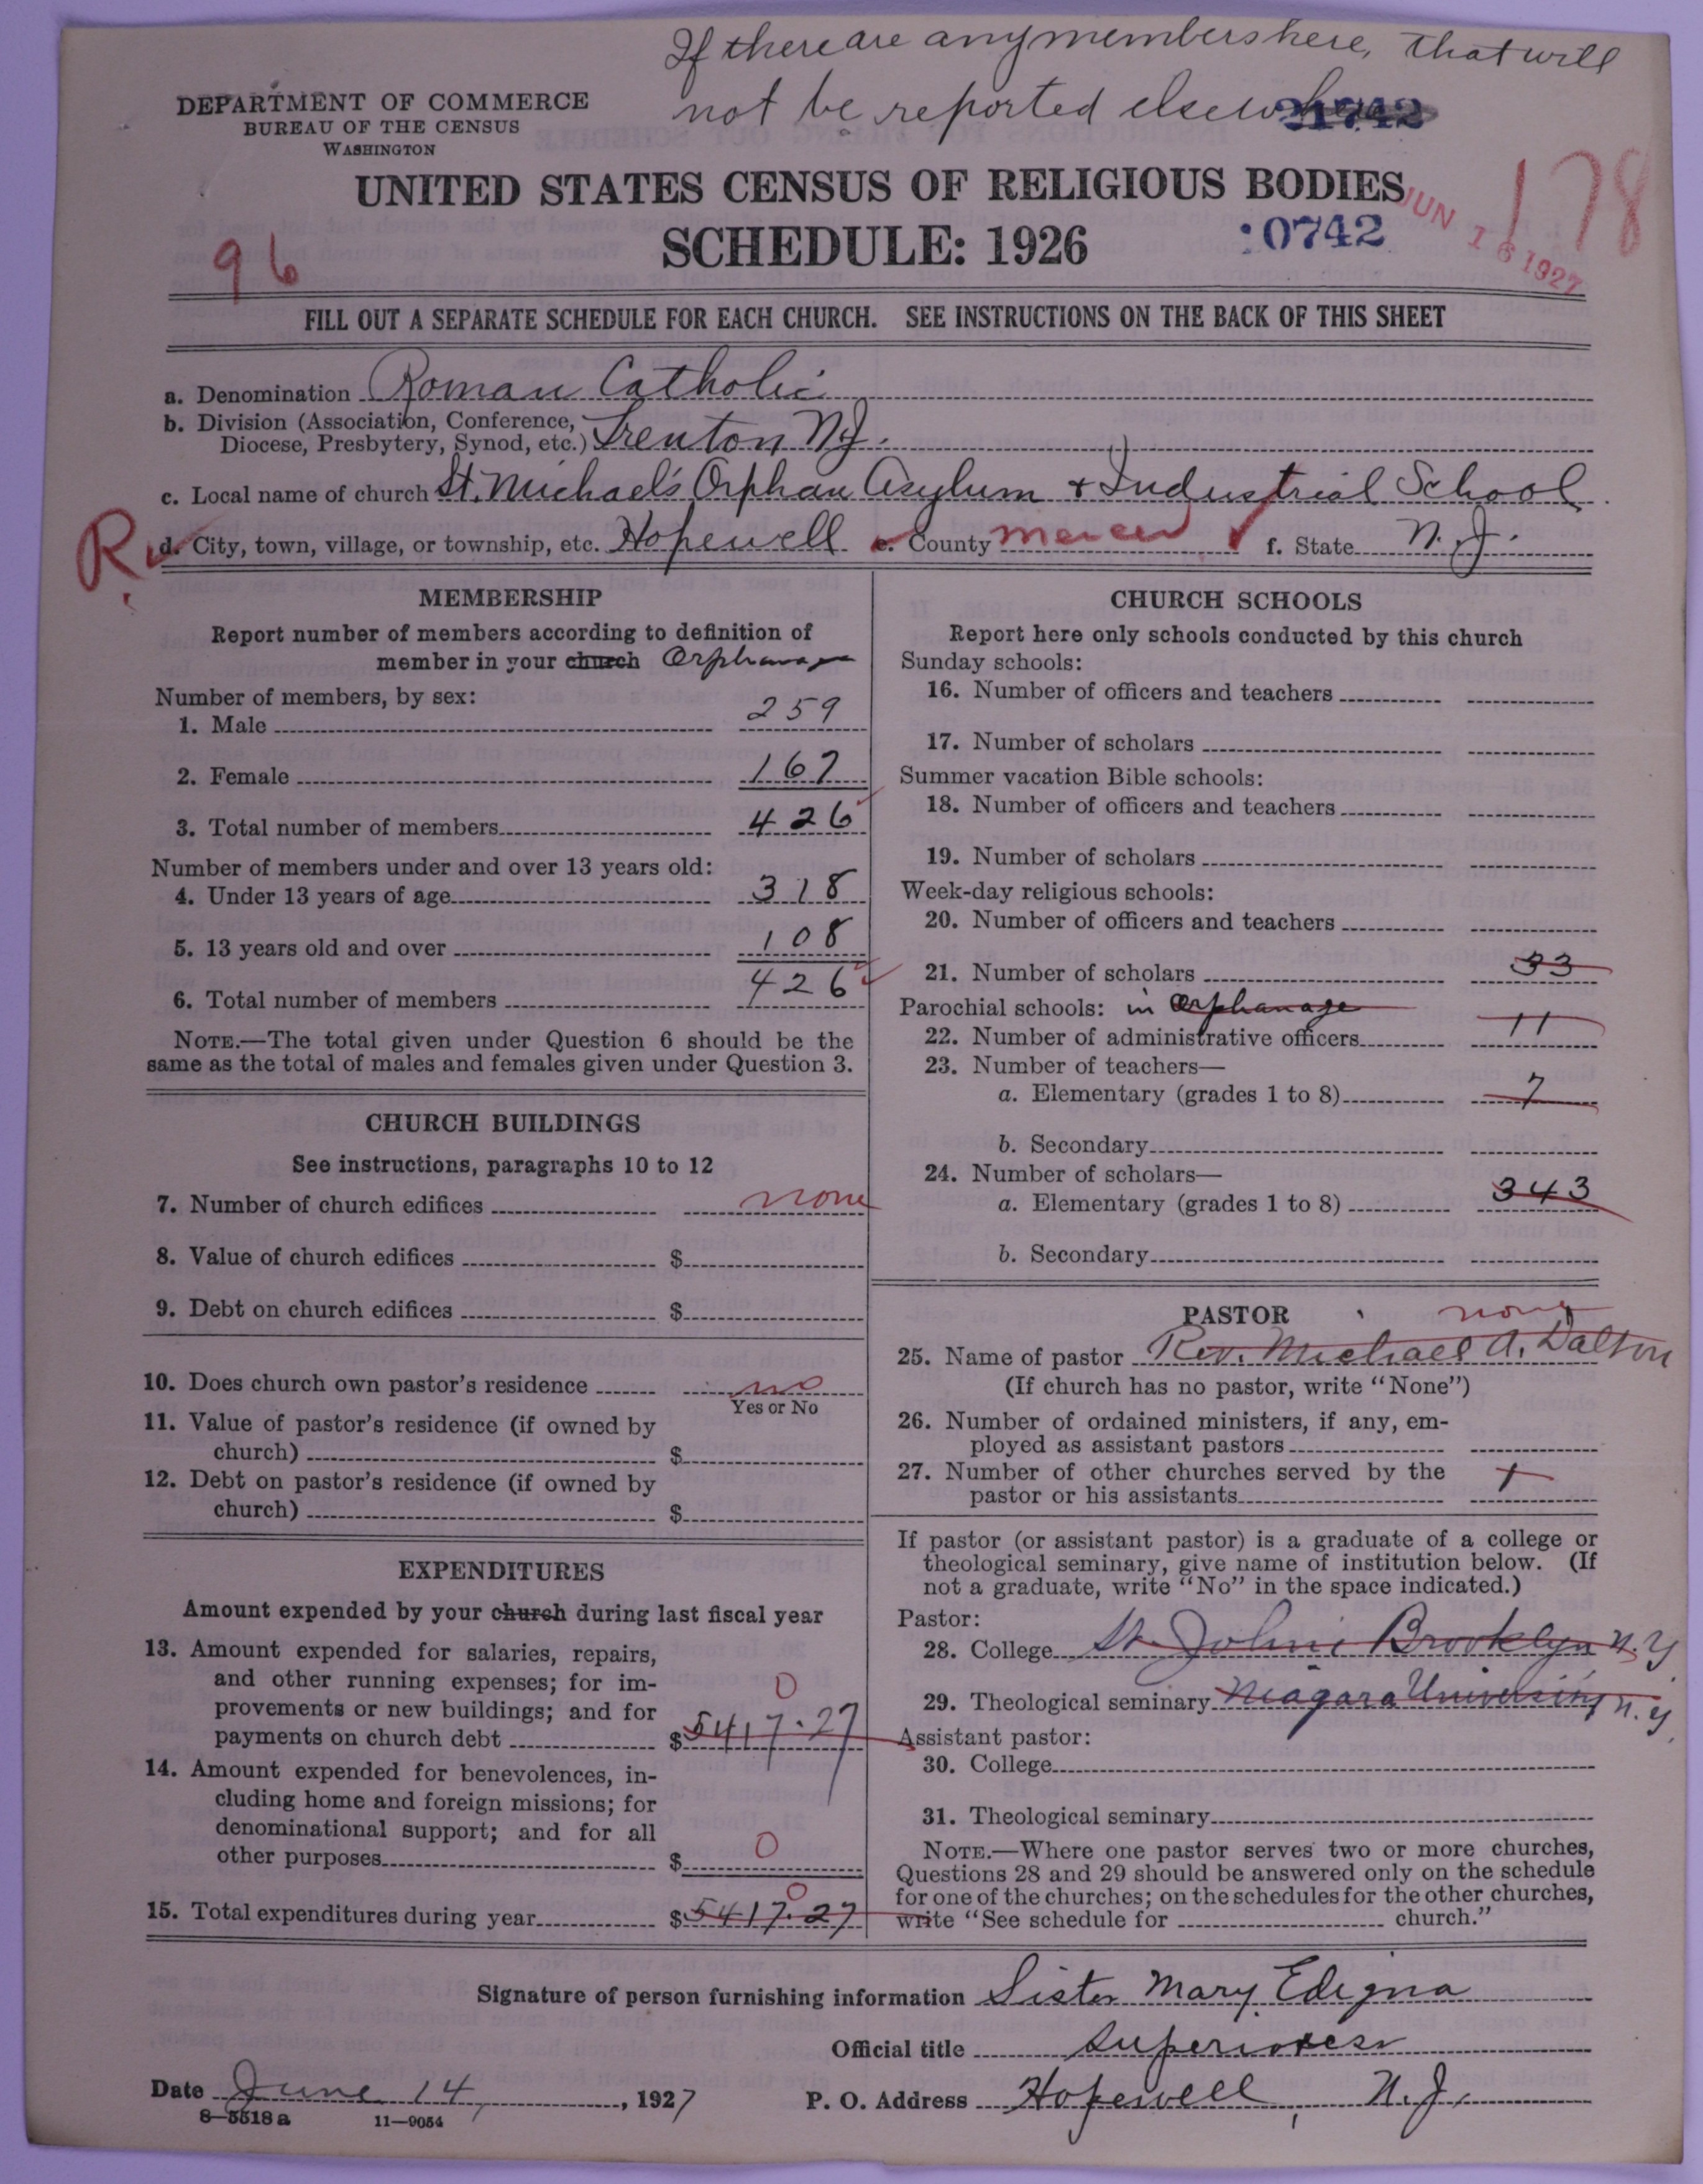 If there are any members here, that will
not be reported elsewhere
21742
DEPARTMENT OF COMMERCE
BUREAU OF THE CENSUS
WASHINGTON
UNITED STATES CENSUS OF RELIGIOUS BODIES
SCHEDULE: 1926
:0742
JUN 16 1927
178
96
FILL OUT A SEPARATE SCHEDULE FOR EACH CHURCH. SEE INSTRUCTIONS ON THE BACK OF THIS SHEET
a. Denomination Roman Catholic
b. Division (Association, Conference,
Diocese, Presbytery, Synod, etc.) Trenton N.J.
c. Local name of church St. Michael's Orphan Asylum + Industrial School
R d. City, town, village, or township, etc. Hopewell e. County Mercer f. State N. J.
MEMBERSHIP
Report number of members according to definition of
member in your church Orphanage
Number of members, by sex:
1. Male 259
2. Female 167
3. Total number of members 426
Number of members under and over 13 years old:
4. Under 13 years of age 318
5. 13 years old and over 108
6. Total number of members 426
NOTE.—The total given under Question 6 should be the
same as the total of males and females given under Question 3.
CHURCH BUILDINGS
See instructions, paragraphs 10 to 12
7. Number of church edifices none
8. Value of church edifices $
9. Debt on church edifices $
10. Does church own pastor's residence no
Yes or No
11. Value of pastor's residence (if owned by
church) $
12. Debt on pastor's residence (if owned by
church) $
EXPENDITURES
Amount expended by your church during last fiscal year
13. Amount expended for salaries, repairs,
and other running expenses; for im-
provements or new buildings; and for 0
payments on church debt $5417.27
14. Amount expended for benevolences, in-
cluding home and foreign missions; for
denominational support; and for all
other purposes $ 0
15. Total expenditures during year $5417.27 0
CHURCH SCHOOLS
Report here only schools conducted by this church
Sunday schools:
16. Number of officers and teachers
17. Number of scholars
Summer vacation Bible schools:
18. Number of officers and teachers
19. Number of scholars
Week-day religious schools:
20. Number of officers and teachers
21. Number of scholars 33
Parochial schools: in Orphanage
22. Number of administrative officers 11
23. Number of teachers—
a. Elementary (grades 1 to 8) 7
b. Secondary
24. Number of scholars—
a. Elementary (grades 1 to 8) 343
b. Secondary
PASTOR none
25. Name of pastor Rev. Michael A. Dalton
(If church has no pastor, write "None")
26. Number of ordained ministers, if any, em-
ployed as assistant pastors
27. Number of other churches served by the
pastor or his assistants 1
If pastor (or assistant pastor) is a graduate of a college or
theological seminary, give name of institution below. (If
not a graduate, write "No" in the space indicated.)
Pastor:
28. College St. John's Brooklyn N.Y
29. Theological seminary Niagara University N.Y.
Assistant pastor:
30. College
31. Theological seminary
NOTE.—Where one pastor serves two or more churches,
Questions 28 and 29 should be answered only on the schedule
for one of the churches; on the schedules for the other churches,
write "See schedule for church."
Signature of person furnishing information Sister Mary Edigna
Official title Superioress
Date June 14, 1927 P. O. Address Hopewell, N.J.
8—5518 a 11—9054